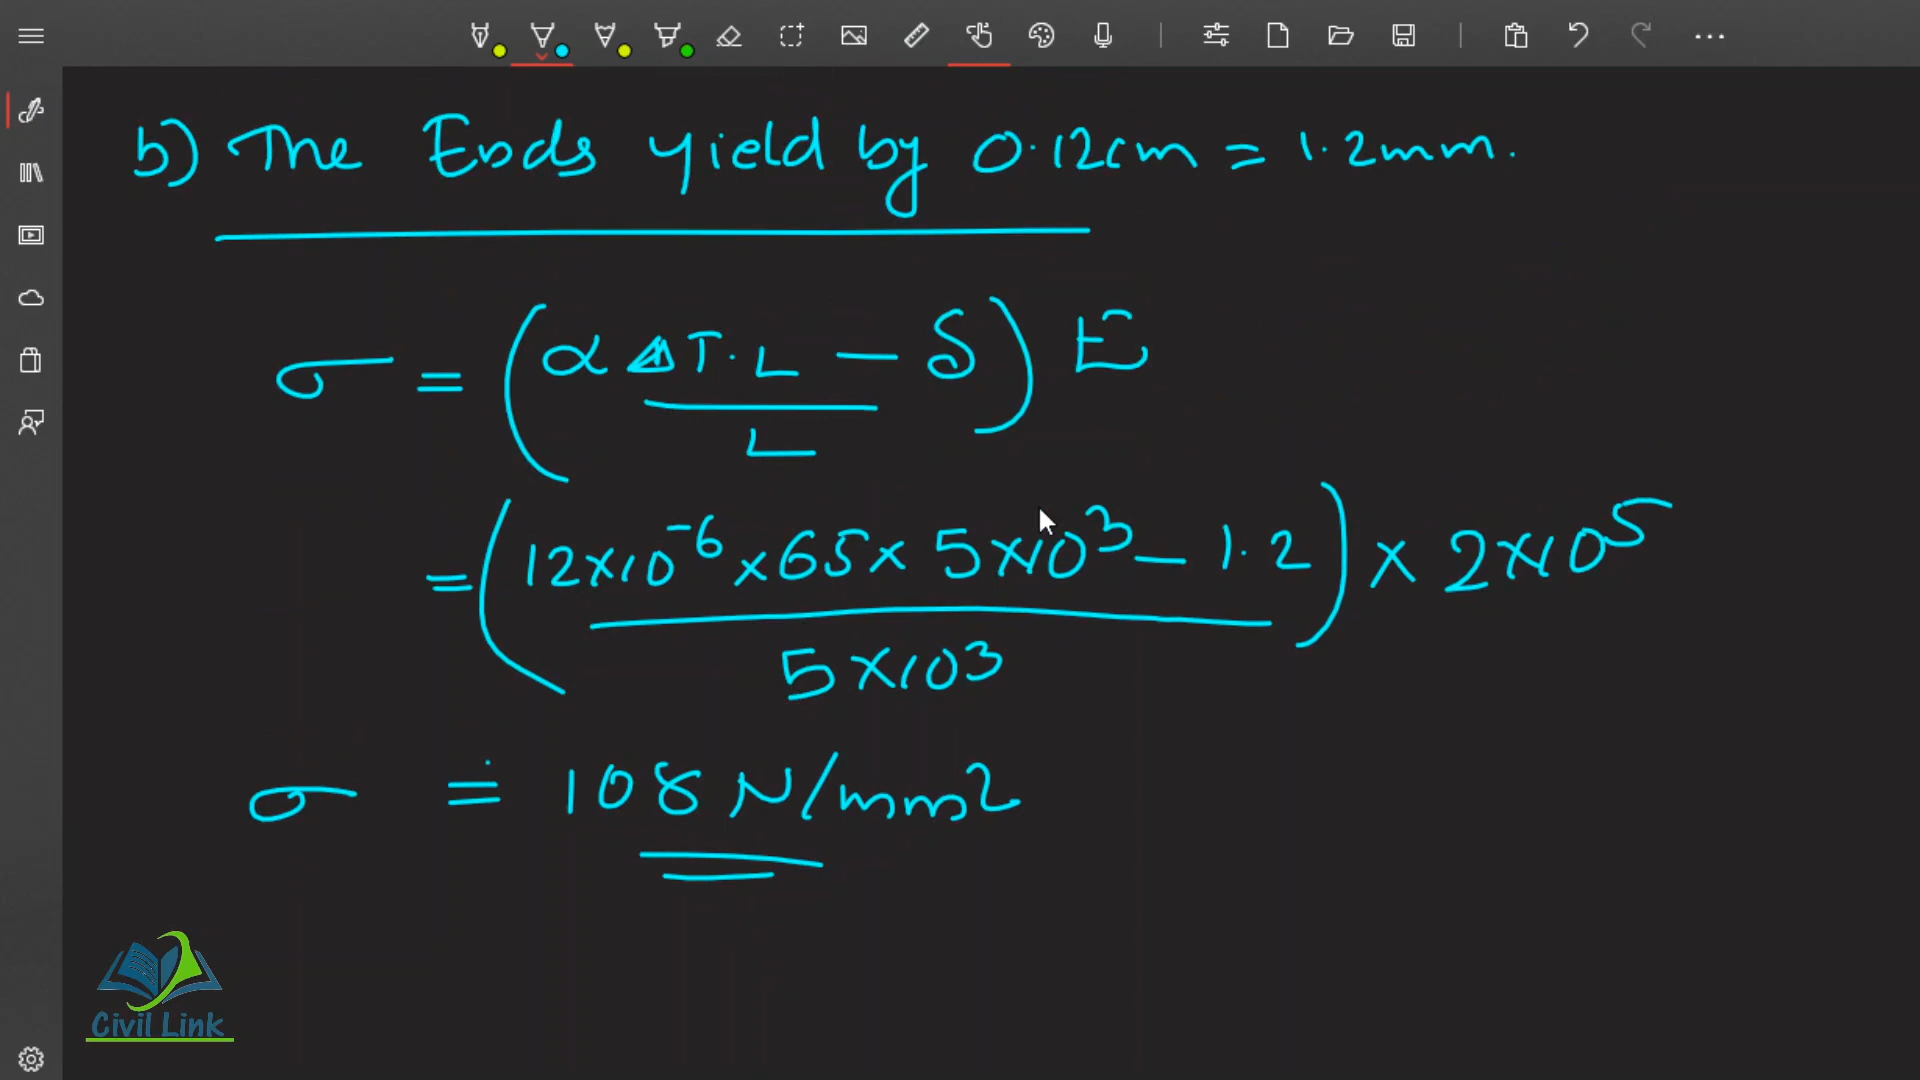 b) The Ends yield by 0.12cm = 1.2mm.
σ = (α ΔT.L — δ / L) E
= (12×10⁻⁶ × 65 × 5×10³ — 1.2 / 5×10³) × 2×10⁵
σ = 108 N/mm2
Civil Link